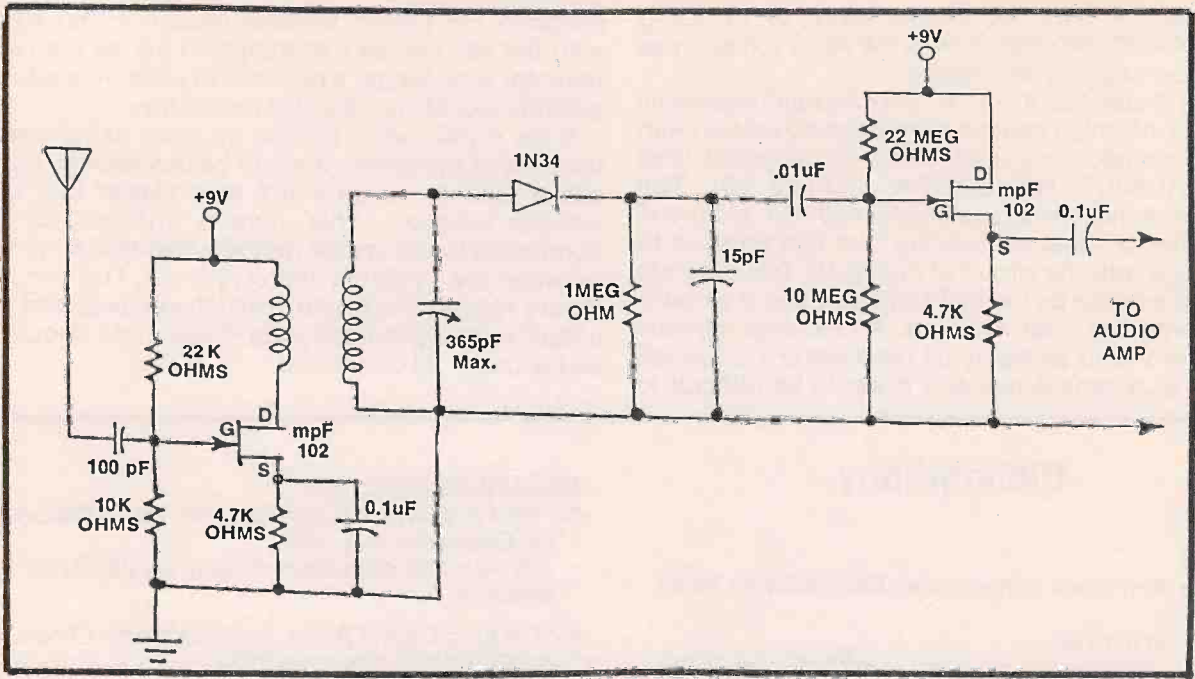 +9V
1N34
22 MEG
OHMS
.01uF
D
mpF
102
G
S
0.1uF
+9V
15pF
1MEG
OHM
10 MEG
OHMS
4.7K
OHMS
TO
AUDIO
AMP
365pF
Max.
22 K
OHMS
D
G
mpF
102
S
100 pF
10K
OHMS
4.7K
OHMS
0.1uF